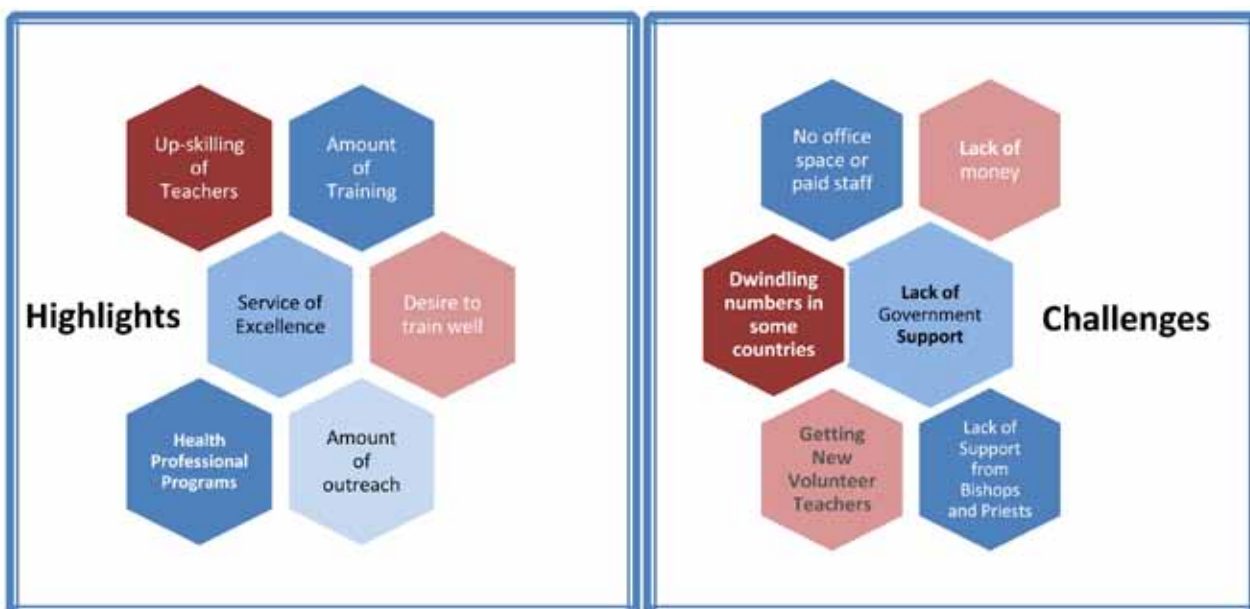 Up-skilling
of
Teachers
Amount
of
Training
Highlights
Service of
Excellence
Desire to
train well
Health
Professional
Programs
Amount
of
outreach
No office
space or
paid staff
Lack of
money
Dwindling
numbers in
some
countries
Lack of
Government
Support
Challenges
Getting
New
Volunteer
Teachers
Lack of
Support
from
Bishops
and Priests